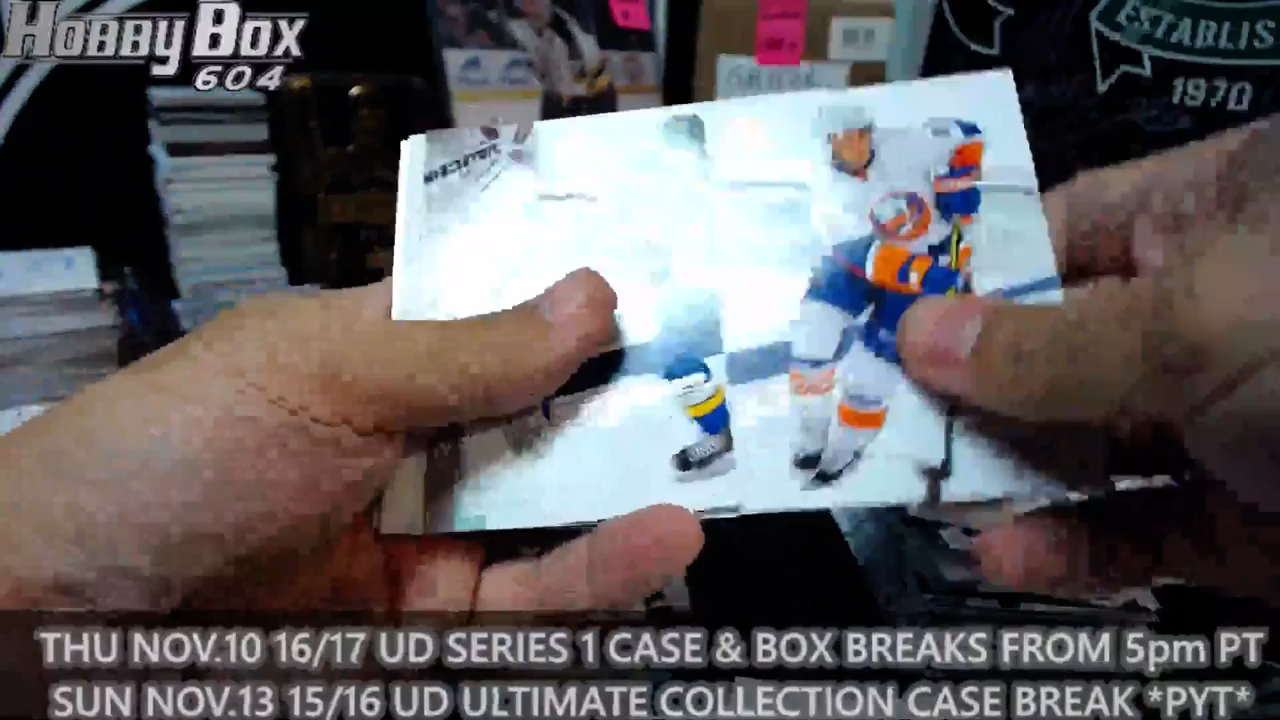 HOBBY BOX
604
ESTABLIS
1970
THU NOV.10 16/17 UD SERIES 1 CASE & BOX BREAKS FROM 5pm PT
SUN NOV.13 15/16 UD ULTIMATE COLLECTION CASE BREAK *PYT*